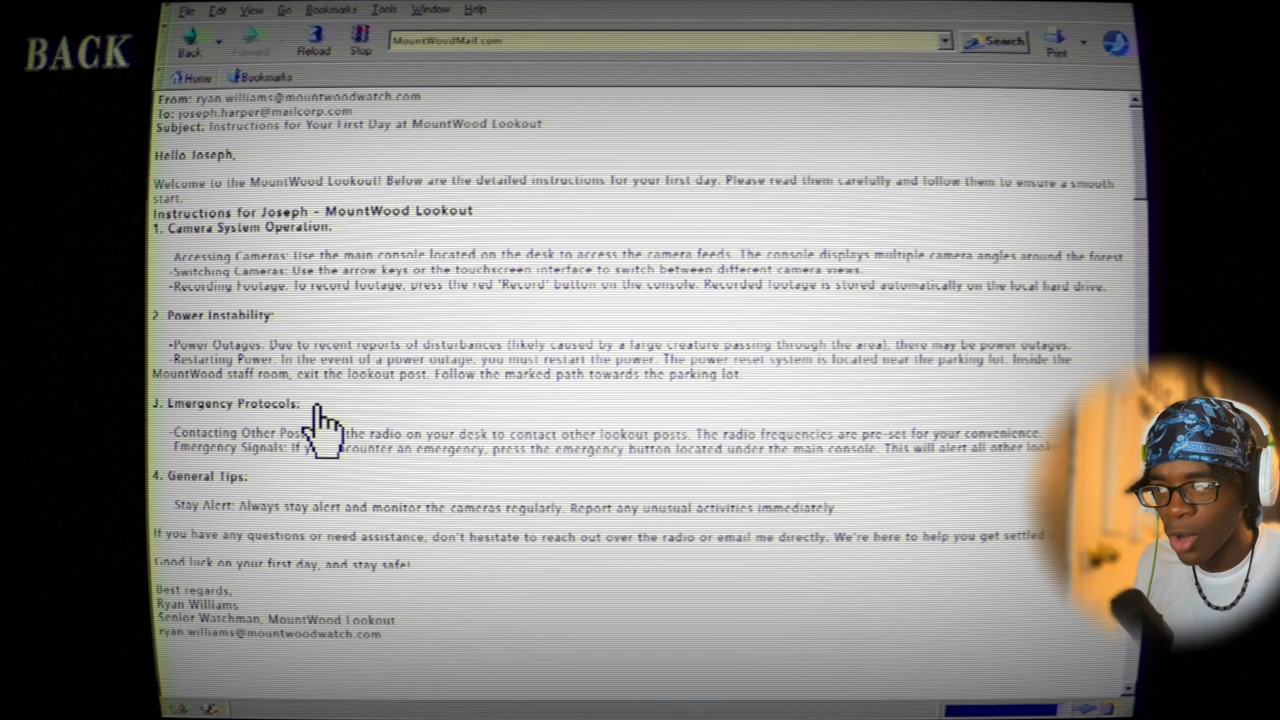 BACK
File Edit View Go Bookmarks Tools Window Help
Back Forward Reload Stop MountWoodMail.com Search Print
Home Bookmarks
From: ryan.williams@mountwoodwatch.com
To: joseph.harper@mailcorp.com
Subject: Instructions for Your First Day at MountWood Lookout
Hello Joseph,
Welcome to the MountWood Lookout! Below are the detailed instructions for your first day. Please read them carefully and follow them to ensure a smooth
start.
Instructions for Joseph - MountWood Lookout
1. Camera System Operation.
Accessing Cameras: Use the main console located on the desk to access the camera feeds. The console displays multiple camera angles around the forest
-Switching Cameras: Use the arrow keys or the touchscreen interface to switch between different camera views.
-Recording Footage. To record footage, press the red 'Record' button on the console. Recorded footage is stored automatically on the local hard drive.
2. Power Instability:
-Power Outages. Due to recent reports of disturbances (likely caused by a large creature passing through the area), there may be power outages.
-Restarting Power. In the event of a power outage, you must restart the power. The power reset system is located near the parking lot. Inside the
MountWood staff room, exit the lookout post. Follow the marked path towards the parking lot.
3. Emergency Protocols:
-Contacting Other Pos the radio on your desk to contact other lookout posts. The radio frequencies are pre-set for your convenience.
Emergency Signals: If y counter an emergency, press the emergency button located under the main console. This will alert all other look
4. General Tips:
Stay Alert: Always stay alert and monitor the cameras regularly. Report any unusual activities immediately
If you have any questions or need assistance, don't hesitate to reach out over the radio or email me directly. We're here to help you get settled
Good luck on your first day, and stay safe!
Best regards,
Ryan Williams
Senior Watchman, MountWood Lookout
ryan.williams@mountwoodwatch.com